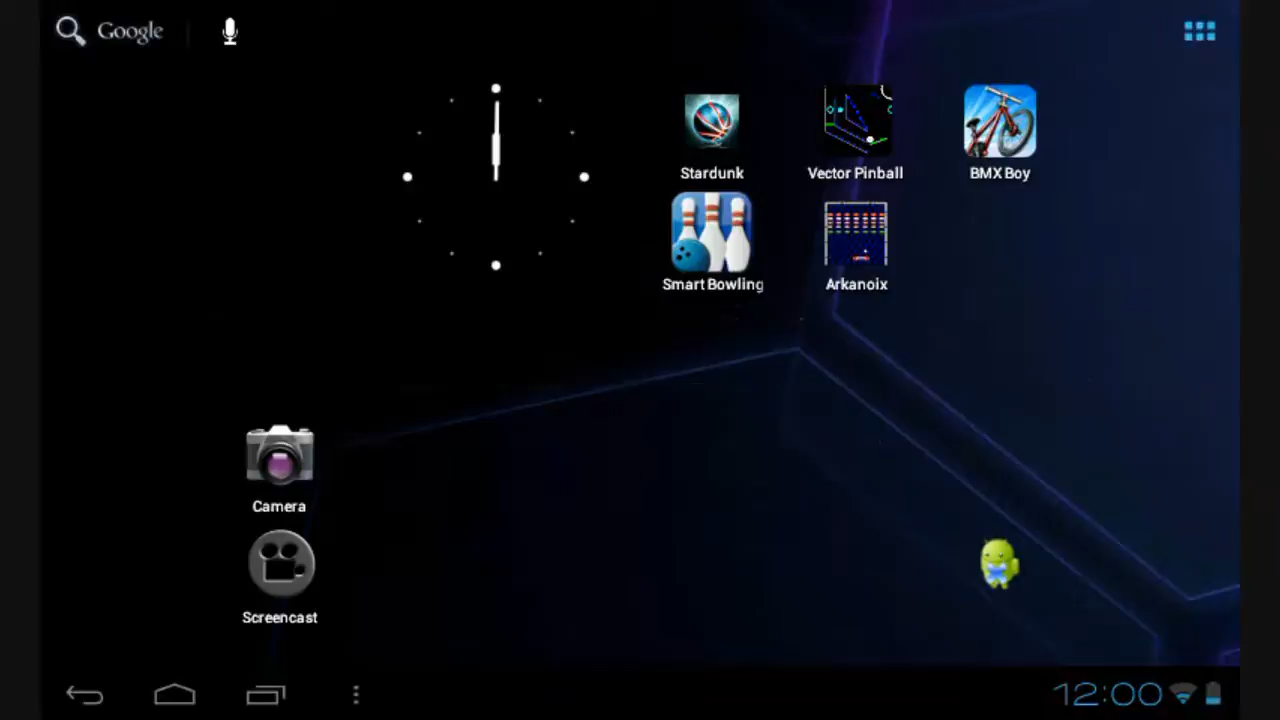 Google
Stardunk
Vector Pinball
BMX Boy
Smart Bowling
Arkanoix
Camera
Screencast
12:00